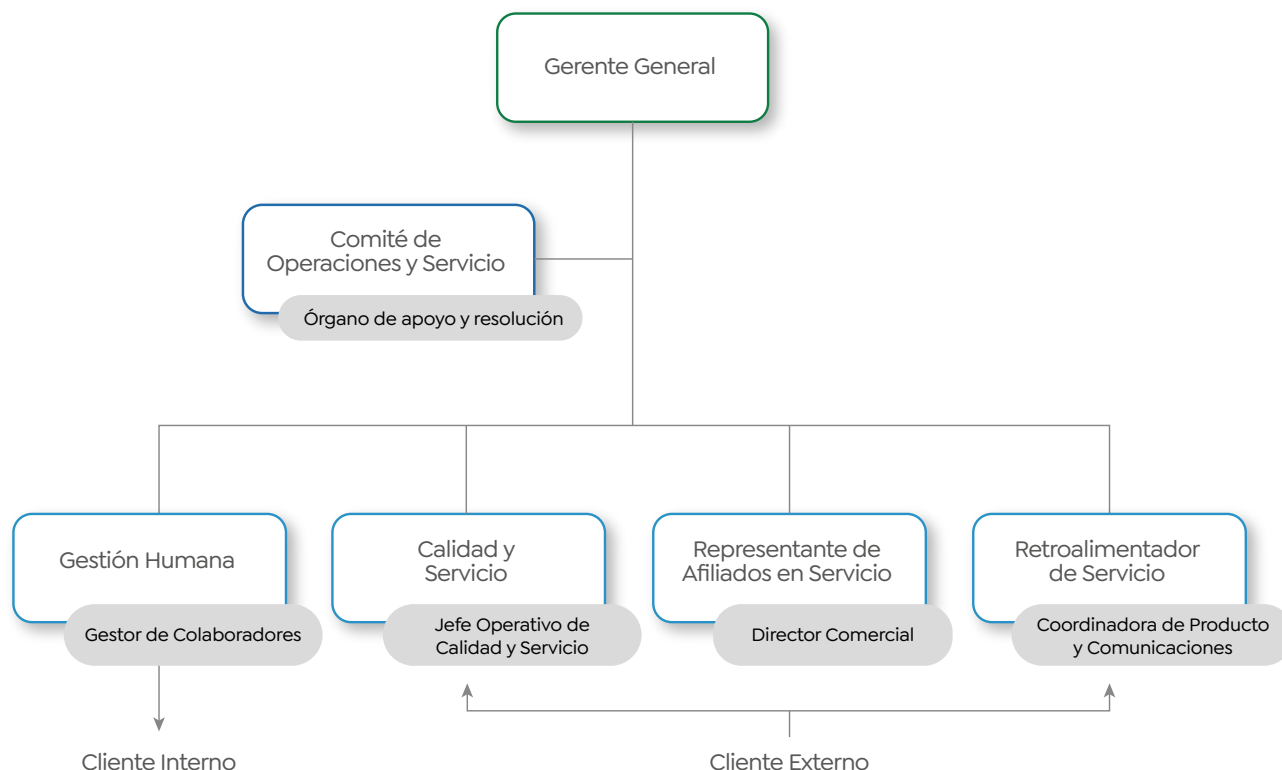 Gerente General
Comité de
Operaciones y Servicio
Órgano de apoyo y resolución
Gestión Humana
Gestor de Colaboradores
Calidad y
Servicio
Jefe Operativo de
Calidad y Servicio
Representante de
Afiliados en Servicio
Director Comercial
Retroalimentador
de Servicio
Coordinadora de Producto
y Comunicaciones
Cliente Interno
Cliente Externo